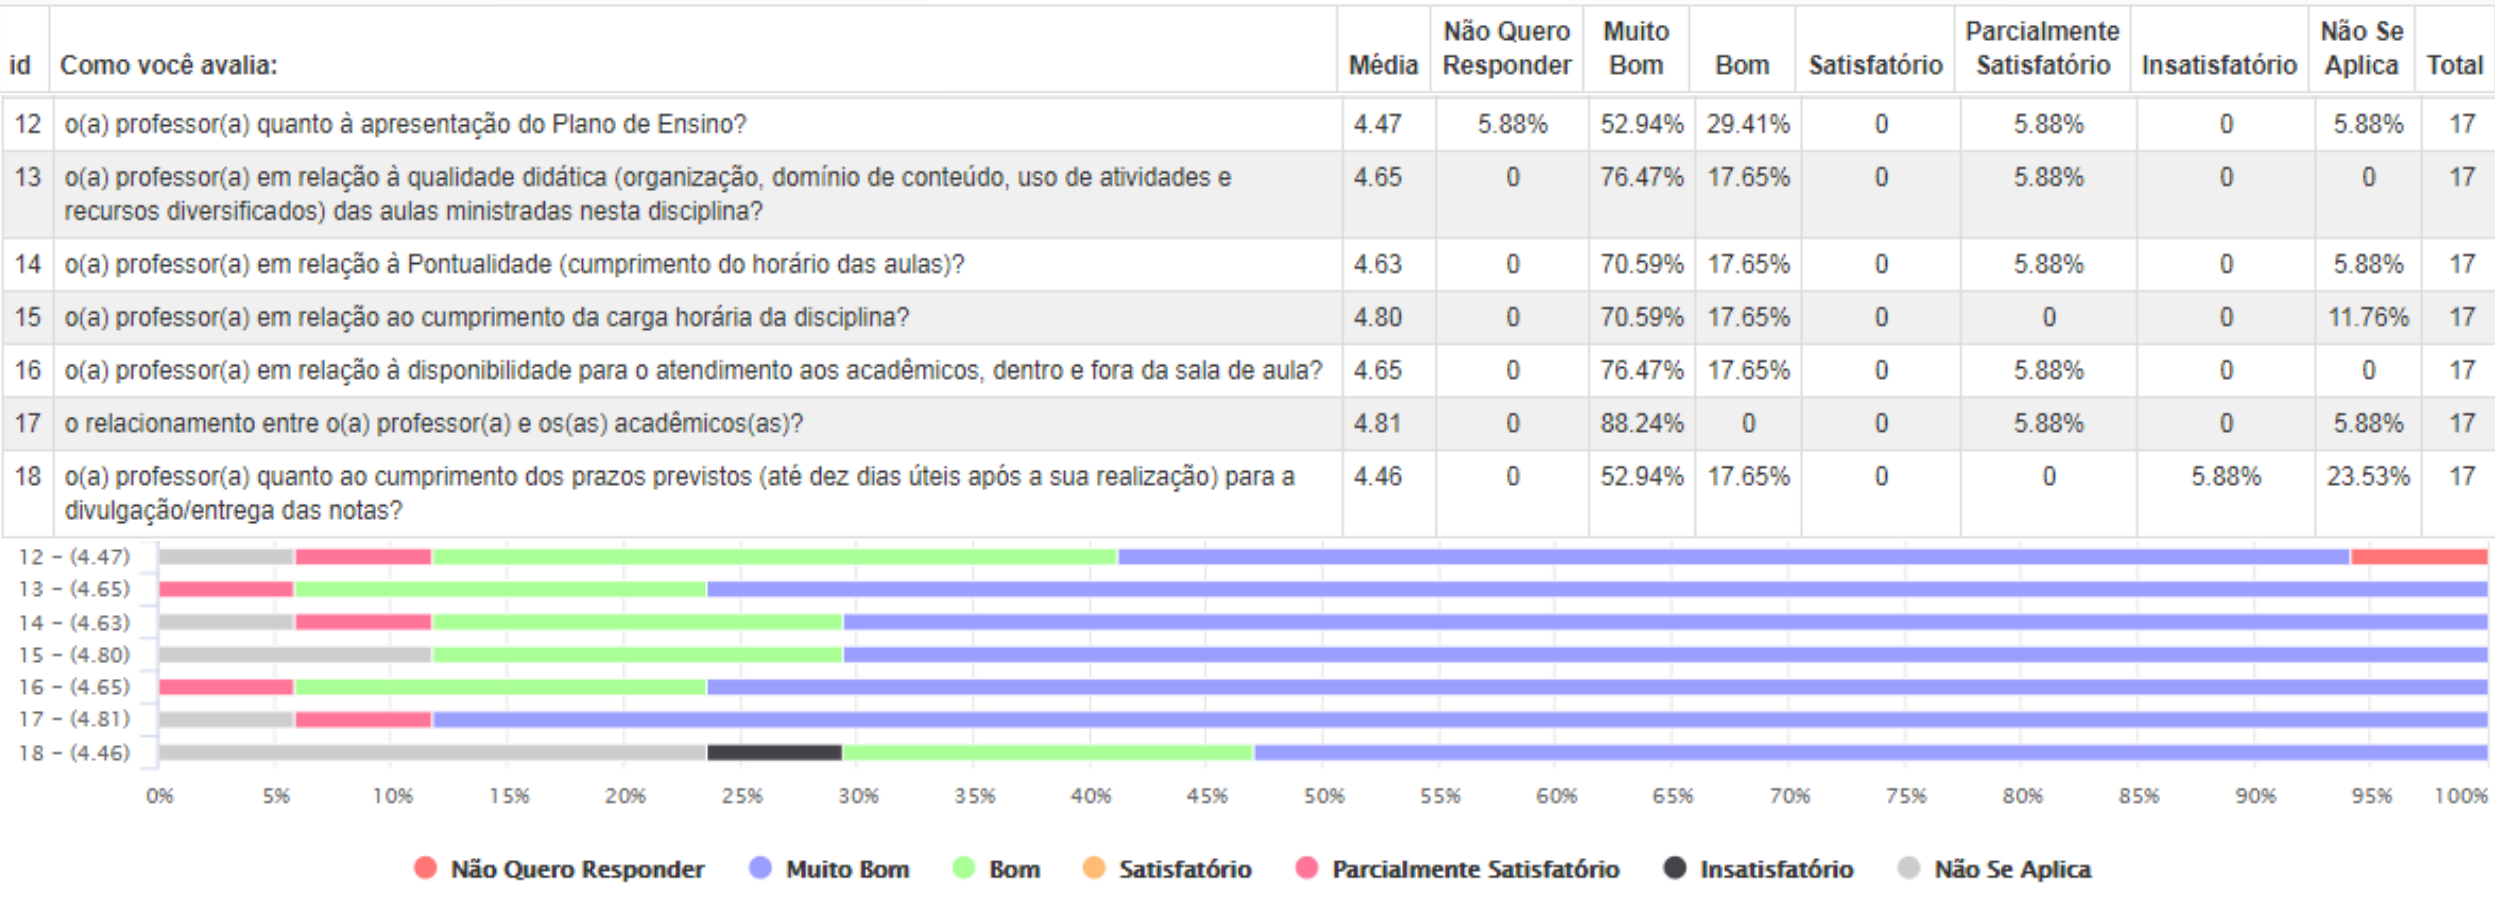 id Como você avalia: Média Não Quero Responder Muito Bom Bom Satisfatório Parcialmente Satisfatório Insatisfatório Não Se Aplica Total
12 o(a) professor(a) quanto à apresentação do Plano de Ensino? 4.47 5.88% 52.94% 29.41% 0 5.88% 0 5.88% 17
13 o(a) professor(a) em relação à qualidade didática (organização, domínio de conteúdo, uso de atividades e 4.65 0 76.47% 17.65% 0 5.88% 0 0 17
recursos diversificados) das aulas ministradas nesta disciplina?
14 o(a) professor(a) em relação à Pontualidade (cumprimento do horário das aulas)? 4.63 0 70.59% 17.65% 0 5.88% 0 5.88% 17
15 o(a) professor(a) em relação ao cumprimento da carga horária da disciplina? 4.80 0 70.59% 17.65% 0 0 0 11.76% 17
16 o(a) professor(a) em relação à disponibilidade para o atendimento aos acadêmicos, dentro e fora da sala de aula? 4.65 0 76.47% 17.65% 0 5.88% 0 0 17
17 o relacionamento entre o(a) professor(a) e os(as) acadêmicos(as)? 4.81 0 88.24% 0 0 5.88% 0 5.88% 17
18 o(a) professor(a) quanto ao cumprimento dos prazos previstos (até dez dias úteis após a sua realização) para a 4.46 0 52.94% 17.65% 0 0 5.88% 23.53% 17
divulgação/entrega das notas?
12 - (4.47)
13 - (4.65)
14 - (4.63)
15 - (4.80)
16 - (4.65)
17 - (4.81)
18 - (4.46)
0% 5% 10% 15% 20% 25% 30% 35% 40% 45% 50% 55% 60% 65% 70% 75% 80% 85% 90% 95% 100%
Não Quero Responder Muito Bom Bom Satisfatório Parcialmente Satisfatório Insatisfatório Não Se Aplica